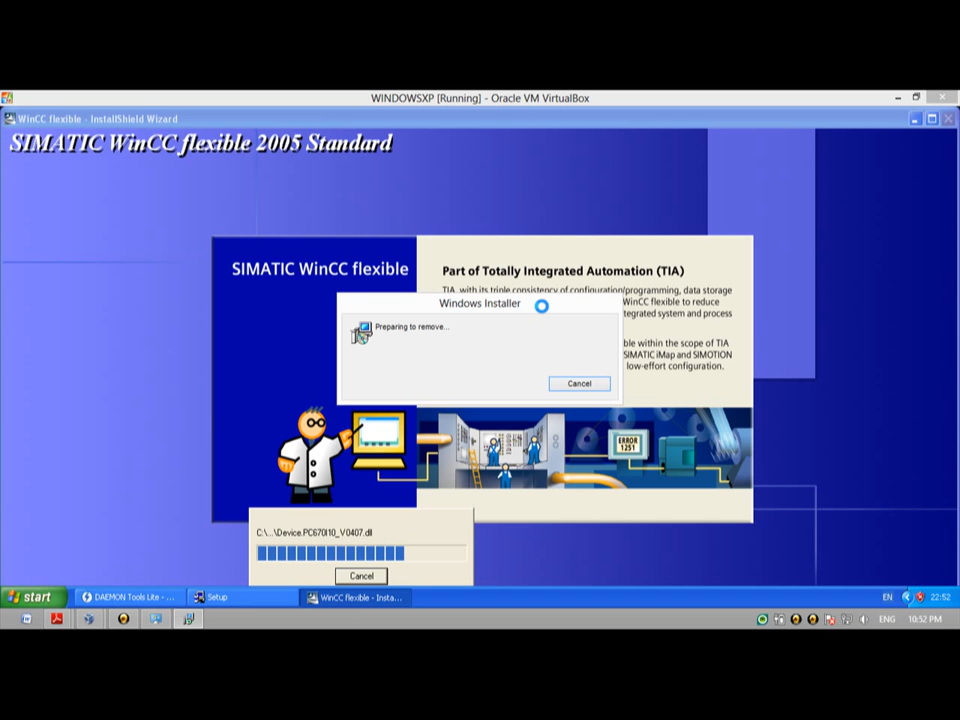 WINDOWSXP [Running] - Oracle VM VirtualBox
WinCC flexible - InstallShield Wizard
SIMATIC WinCC flexible 2005 Standard
SIMATIC WinCC flexible
Part of Totally Integrated Automation (TIA)
TIA, with its triple consistency of configuration/programming, data storage
WinCC flexible to reduce
tegrated system and process
ble within the scope of TIA
SIMATIC iMap and SIMOTION
low-effort configuration.
Windows Installer
Preparing to remove...
Cancel
ERROR
1251
C:\...\Device.PC670I10_V0407.dll
Cancel
start
DAEMON Tools Lite - ...
Setup
WinCC flexible - Insta...
EN
22:52
ENG
10:52 PM